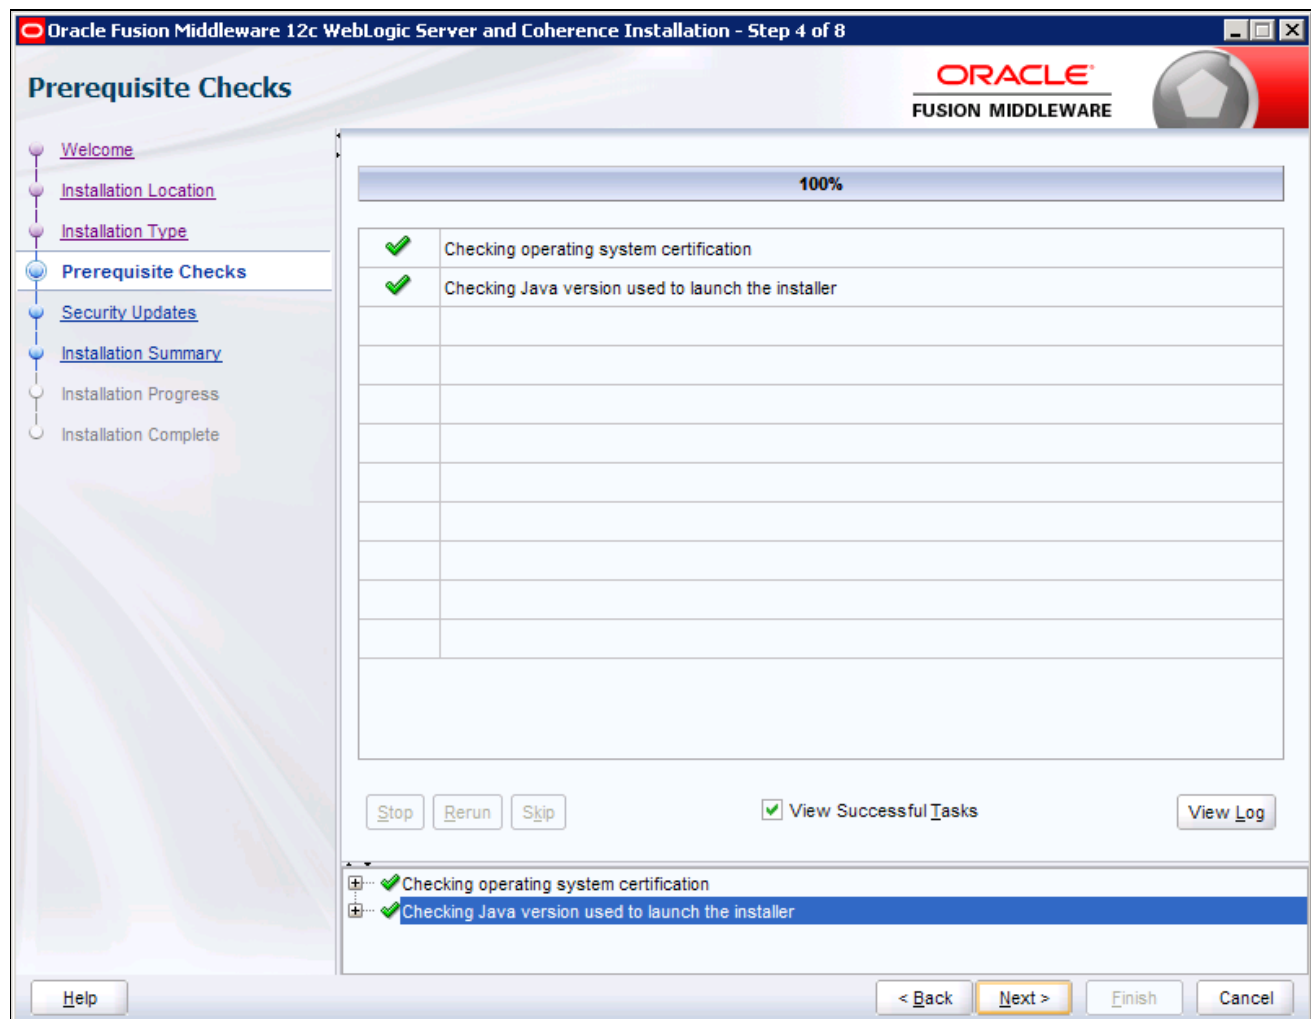 Oracle Fusion Middleware 12c WebLogic Server and Coherence Installation - Step 4 of 8
Prerequisite Checks
ORACLE
FUSION MIDDLEWARE
Welcome
Installation Location
Installation Type
Prerequisite Checks
Security Updates
Installation Summary
Installation Progress
Installation Complete
100%
Checking operating system certification
Checking Java version used to launch the installer
Stop Rerun Skip View Successful Tasks View Log
Checking operating system certification
Checking Java version used to launch the installer
Help < Back Next > Finish Cancel